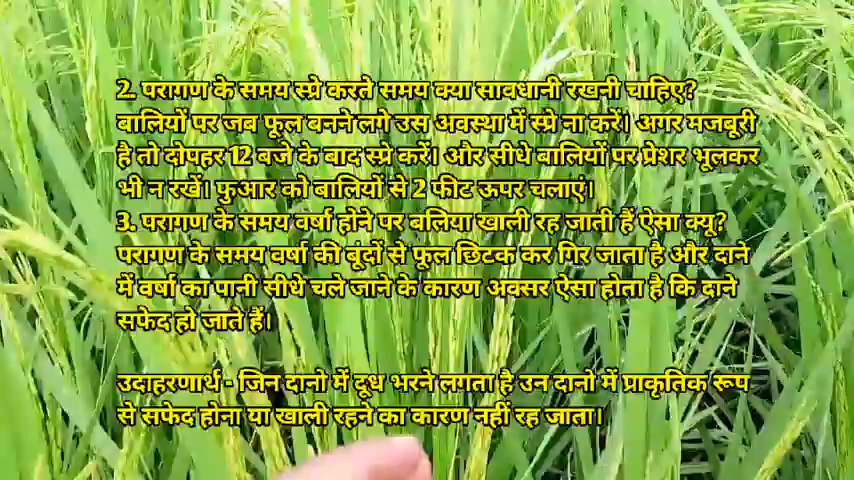 2. परागण के समय स्प्रे करते समय क्या सावधानी रखनी चाहिए?
बालियों पर जब फूल बनने लगे उस अवस्था में स्प्रे ना करें। अगर मजबूरी
है तो दोपहर 12 बजे के बाद स्प्रे करें। और सीधे बालियों पर प्रेशर भूलकर
भी न रखें। फुआर को बालियों से 2 फीट ऊपर चलाएं।
3. परागण के समय वर्षा होने पर बलिया खाली रह जाती हैं ऐसा क्यू?
परागण के समय वर्षा की बूंदों से फूल छिटक कर गिर जाता है और दाने
में वर्षा का पानी सीधे चले जाने के कारण अक्सर ऐसा होता है कि दाने
सफेद हो जाते हैं।
उदाहरणार्थ - जिन दानो में दूध भरने लगता है उन दानो में प्राकृतिक रूप
से सफेद होना या खाली रहने का कारण नहीं रह जाता।